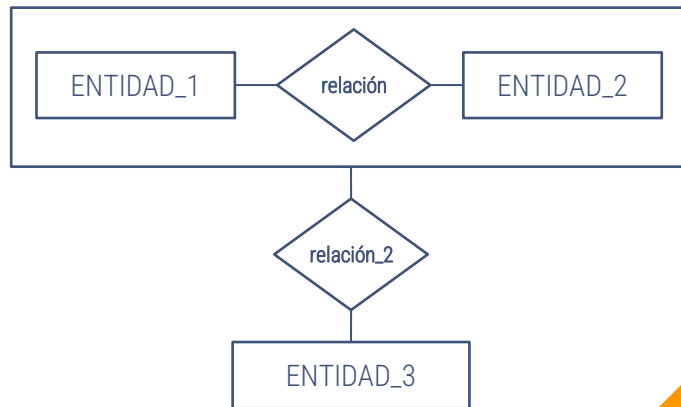 ENTIDAD_1
relación
ENTIDAD_2
relación_2
ENTIDAD_3